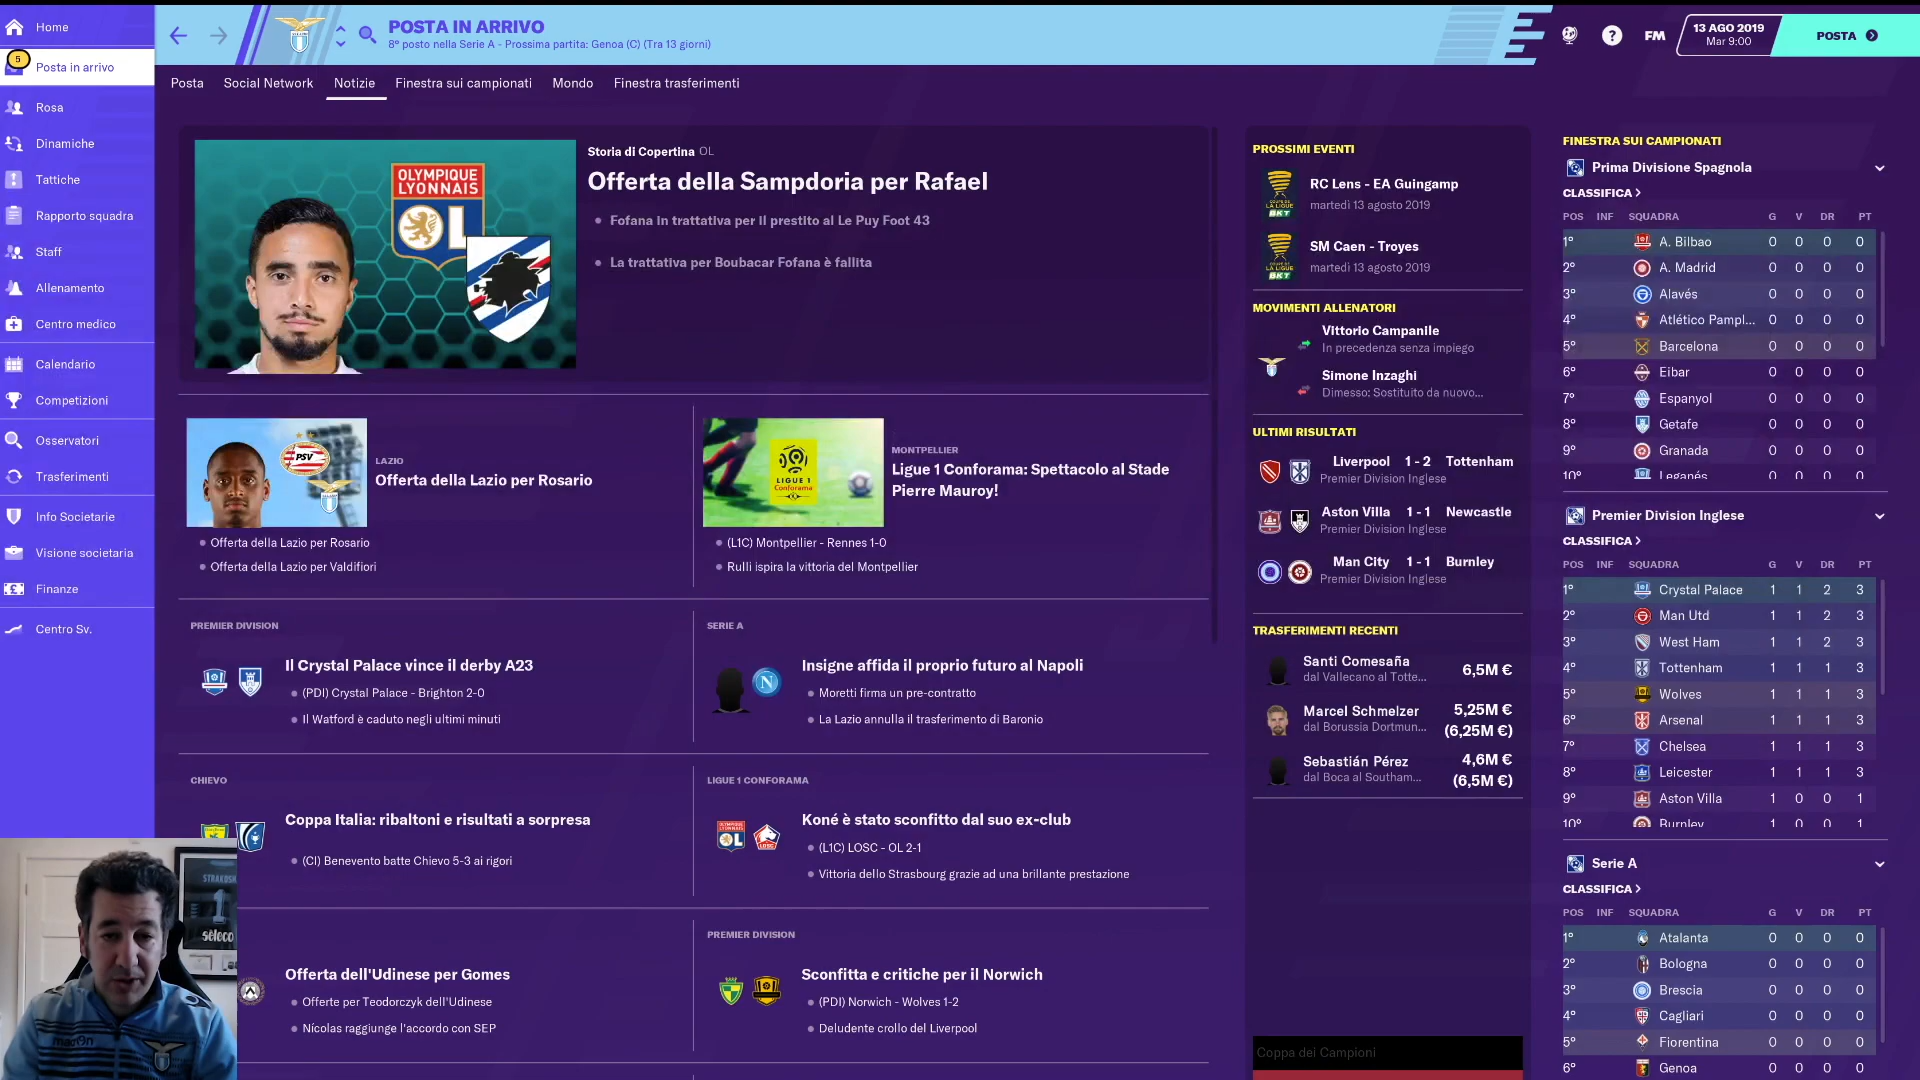 Home
5
Posta in arrivo
Rosa
Dinamiche
Tattiche
Rapporto squadra
Staff
Allenamento
Centro medico
Calendario
Competizioni
Osservatori
Trasferimenti
Info Societarie
Visione societaria
Finanze
Centro Sv.
POSTA IN ARRIVO
8° posto nella Serie A - Prossima partita: Genoa (C) (Tra 13 giorni)
?
FM
13 AGO 2019
Mar 9:00
POSTA
Posta Social Network Notizie Finestra sui campionati Mondo Finestra trasferimenti
OLYMPIQUE
LYONNAIS
OL
Storia di Copertina OL
Offerta della Sampdoria per Rafael
Fofana in trattativa per il prestito al Le Puy Foot 43
La trattativa per Boubacar Fofana è fallita
PSV
LAZIO
Offerta della Lazio per Rosario
Offerta della Lazio per Rosario
Offerta della Lazio per Valdifiori
LIGUE 1
Conforama
MONTPELLIER
Ligue 1 Conforama: Spettacolo al Stade
Pierre Mauroy!
(L1C) Montpellier - Rennes 1-0
Rulli ispira la vittoria del Montpellier
PREMIER DIVISION
Il Crystal Palace vince il derby A23
(PDI) Crystal Palace - Brighton 2-0
Il Watford è caduto negli ultimi minuti
SERIE A
N
Insigne affida il proprio futuro al Napoli
Moretti firma un pre-contratto
La Lazio annulla il trasferimento di Baronio
CHIEVO
Coppa Italia: ribaltoni e risultati a sorpresa
(CI) Benevento batte Chievo 5-3 ai rigori
LIGUE 1 CONFORAMA
Koné è stato sconfitto dal suo ex-club
(L1C) LOSC - OL 2-1
Vittoria dello Strasbourg grazie ad una brillante prestazione
Offerta dell'Udinese per Gomes
Offerte per Teodorczyk dell'Udinese
Nícolas raggiunge l'accordo con SEP
PREMIER DIVISION
Sconfitta e critiche per il Norwich
(PDI) Norwich - Wolves 1-2
Deludente crollo del Liverpool
STRAKOSHA
1
séleco
macron
PROSSIMI EVENTI
RC Lens - EA Guingamp
martedì 13 agosto 2019
SM Caen - Troyes
martedì 13 agosto 2019
MOVIMENTI ALLENATORI
Vittorio Campanile
In precedenza senza impiego
Simone Inzaghi
Dimesso: Sostituito da nuovo...
ULTIMI RISULTATI
Liverpool 1 - 2 Tottenham
Premier Division Inglese
Aston Villa 1 - 1 Newcastle
Premier Division Inglese
Man City 1 - 1 Burnley
Premier Division Inglese
TRASFERIMENTI RECENTI
Santi Comesaña 6,5M €
dal Vallecano al Totte...
Marcel Schmelzer 5,25M €
dal Borussia Dortmun... (6,25M €)
Sebastián Pérez 4,6M €
dal Boca al Southam... (6,5M €)
Coppa dei Campioni
FINESTRA SUI CAMPIONATI
Prima Divisione Spagnola
CLASSIFICA
POS INF SQUADRA G V DR PT
1° A. Bilbao 0 0 0 0
2° A. Madrid 0 0 0 0
3° Alavés 0 0 0 0
4° Atlético Pampl... 0 0 0 0
5° Barcelona 0 0 0 0
6° Eibar 0 0 0 0
7° Espanyol 0 0 0 0
8° Getafe 0 0 0 0
9° Granada 0 0 0 0
10° Leganés 0 0 0 0
Premier Division Inglese
CLASSIFICA
POS INF SQUADRA G V DR PT
1° Crystal Palace 1 1 2 3
2° Man Utd 1 1 2 3
3° West Ham 1 1 2 3
4° Tottenham 1 1 1 3
5° Wolves 1 1 1 3
6° Arsenal 1 1 1 3
7° Chelsea 1 1 1 3
8° Leicester 1 1 1 3
9° Aston Villa 1 0 0 1
10° Burnley 1 0 0 1
Serie A
CLASSIFICA
POS INF SQUADRA G V DR PT
1° Atalanta 0 0 0 0
2° Bologna 0 0 0 0
3° Brescia 0 0 0 0
4° Cagliari 0 0 0 0
5° Fiorentina 0 0 0 0
6° Genoa 0 0 0 0